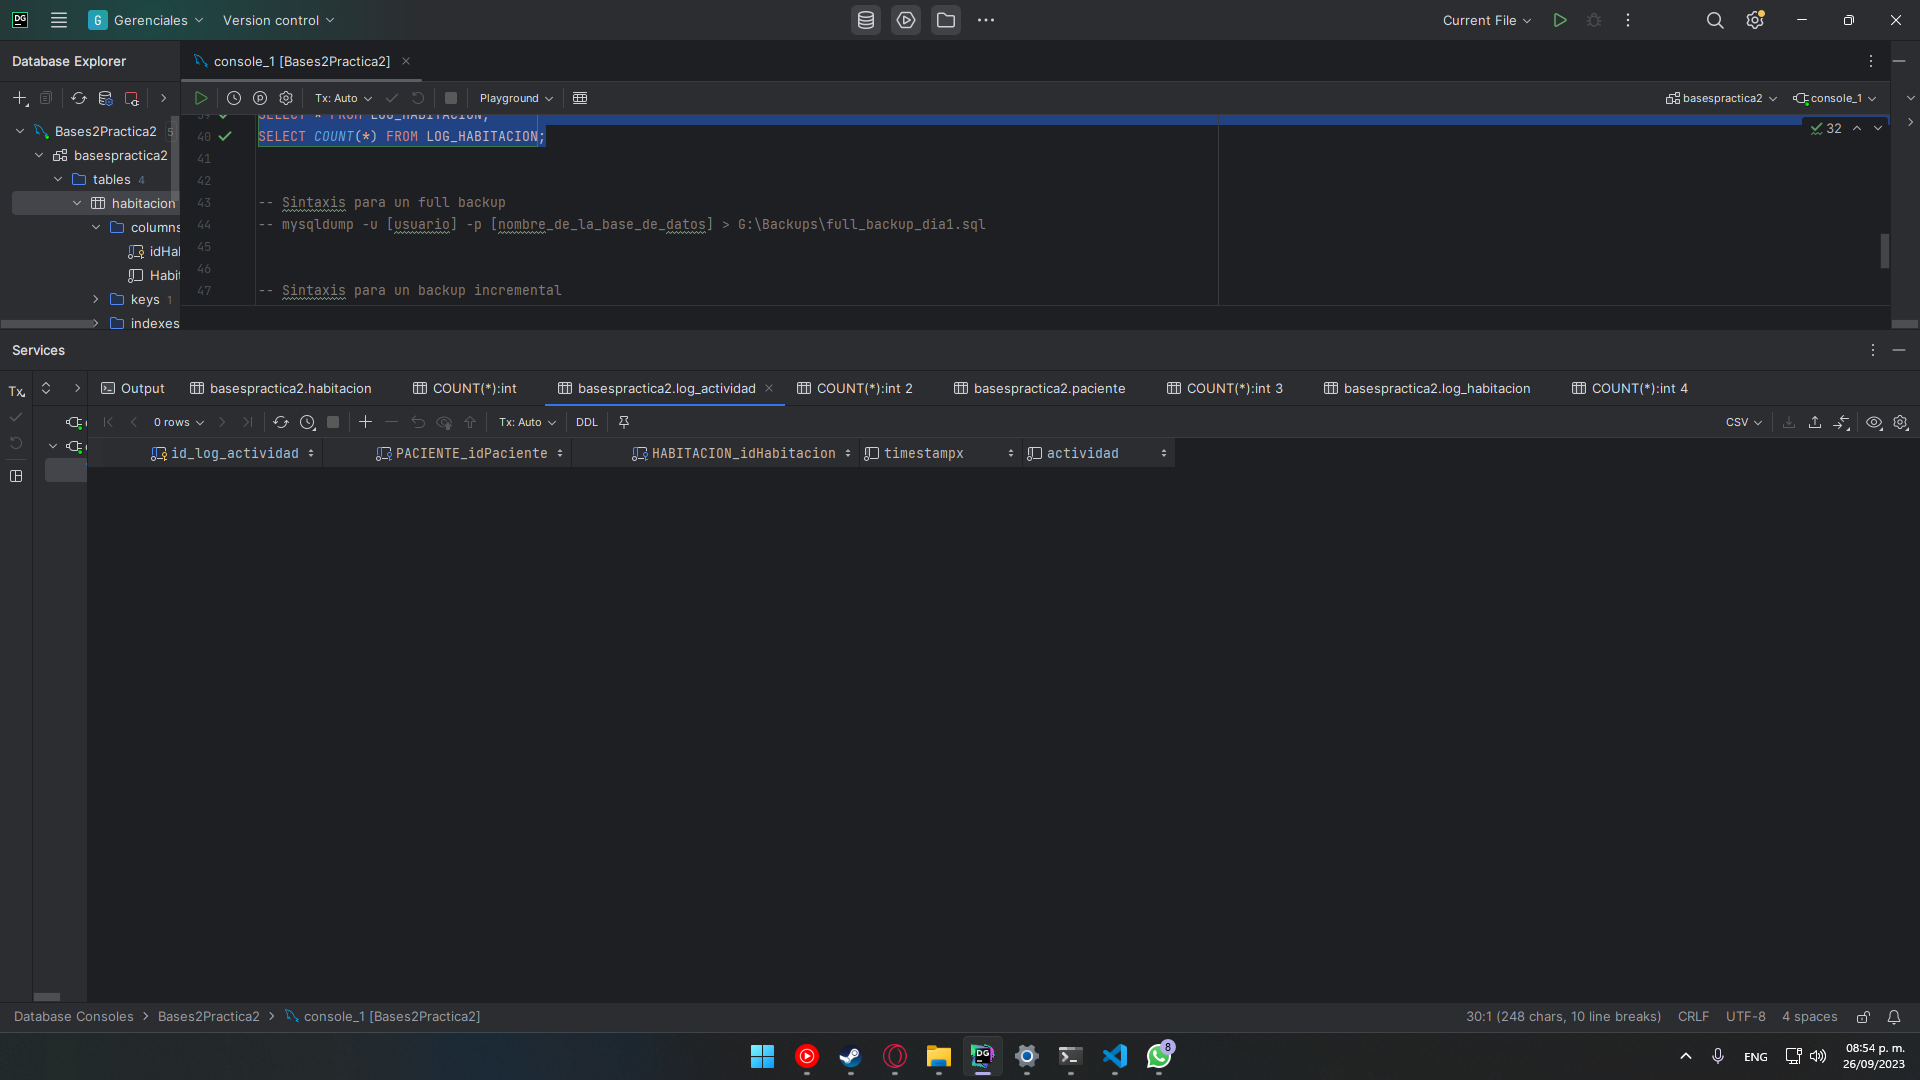 DG
G
Gerenciales
Version control
Current File
Database Explorer
console_1 [Bases2Practica2]
Tx: Auto
Playground
basespractica2
console_1
Bases2Practica2 5
basespractica2
tables 4
habitacion
columns
idHal
Habit
keys 1
indexes
39
SELECT * FROM LOG_HABITACION;
40
SELECT COUNT(*) FROM LOG_HABITACION;
32
41
42
43
-- Sintaxis para un full backup
44
-- mysqldump -u [usuario] -p [nombre_de_la_base_de_datos] > G:\Backups\full_backup_dia1.sql
45
46
47
-- Sintaxis para un backup incremental
Services
Tx
Output
basespractica2.habitacion
COUNT(*):int
basespractica2.log_actividad
COUNT(*):int 2
basespractica2.paciente
COUNT(*):int 3
basespractica2.log_habitacion
COUNT(*):int 4
0 rows
Tx: Auto
DDL
CSV
id_log_actividad
PACIENTE_idPaciente
HABITACION_idHabitacion
timestampx
actividad
Database Consoles
Bases2Practica2
console_1 [Bases2Practica2]
30:1 (248 chars, 10 line breaks)
CRLF
UTF-8
4 spaces
DG
8
ENG
08:54 p. m.
26/09/2023